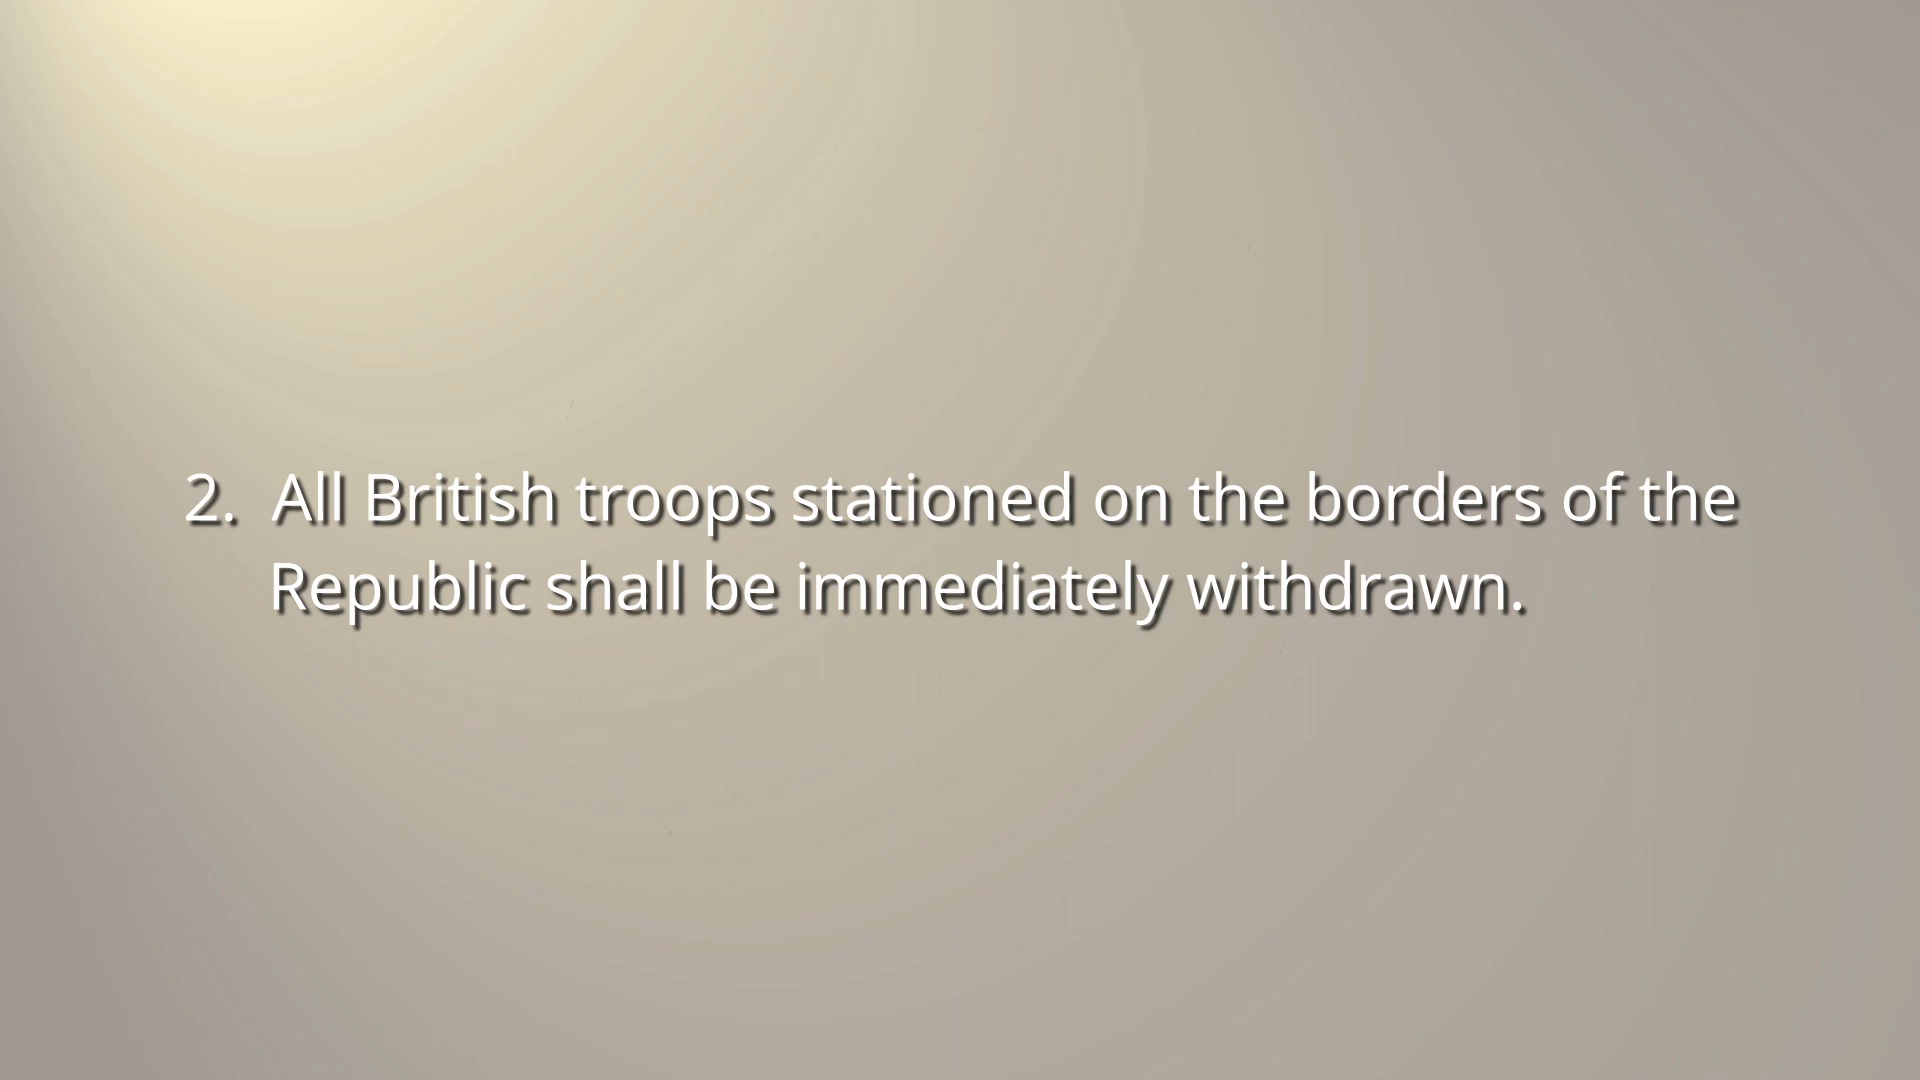 2. All British troops stationed on the borders of the
Republic shall be immediately withdrawn.